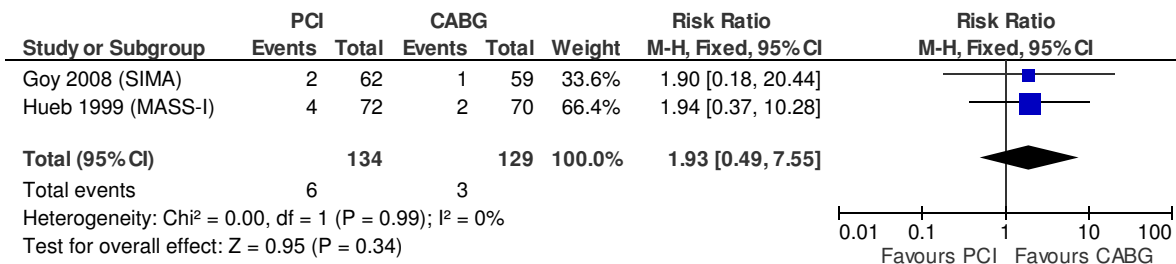 PCI CABG Risk Ratio Risk Ratio
Study or Subgroup Events Total Events Total Weight M-H, Fixed, 95% CI M-H, Fixed, 95% CI
Goy 2008 (SIMA) 2 62 1 59 33.6% 1.90 [0.18, 20.44]
Hueb 1999 (MASS-I) 4 72 2 70 66.4% 1.94 [0.37, 10.28]
Total (95% CI) 134 129 100.0% 1.93 [0.49, 7.55]
Total events 6 3
Heterogeneity: Chi² = 0.00, df = 1 (P = 0.99); I² = 0%
Test for overall effect: Z = 0.95 (P = 0.34)
0.01 0.1 1 10 100
Favours PCI Favours CABG